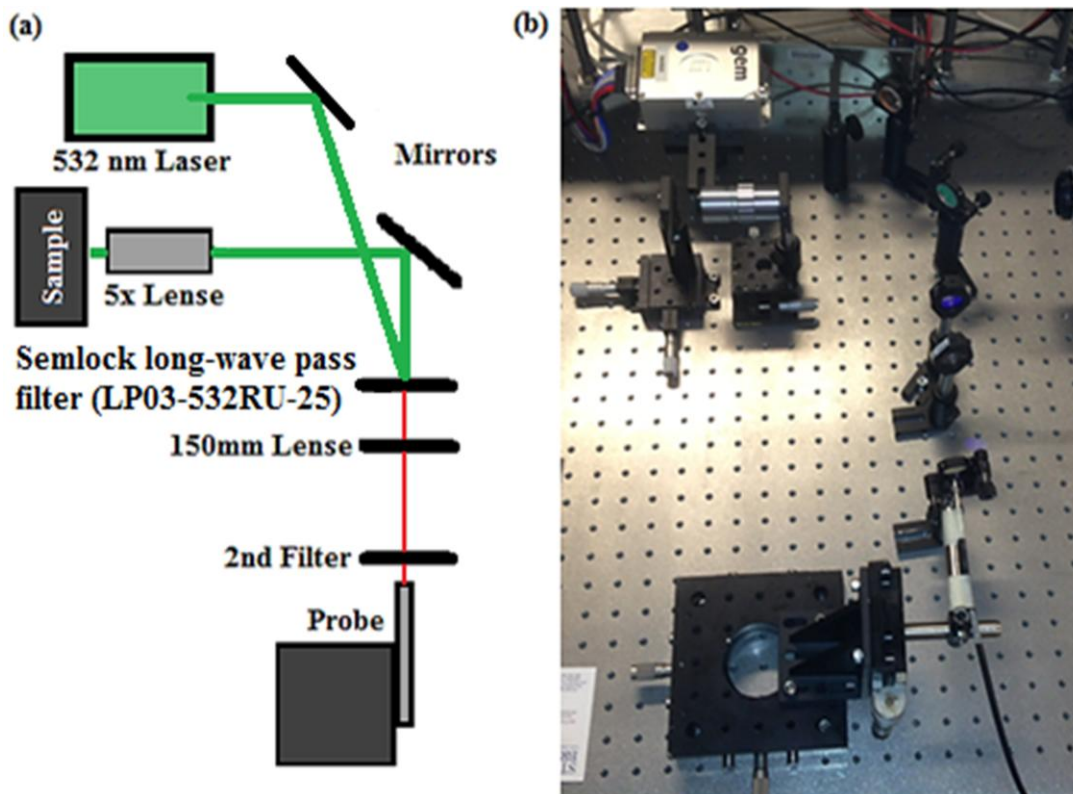 (a)
532 nm Laser
Mirrors
Sample
5x Lense
Semlock long-wave pass
filter (LP03-532RU-25)
150mm Lense
2nd Filter
Probe
(b)
gem